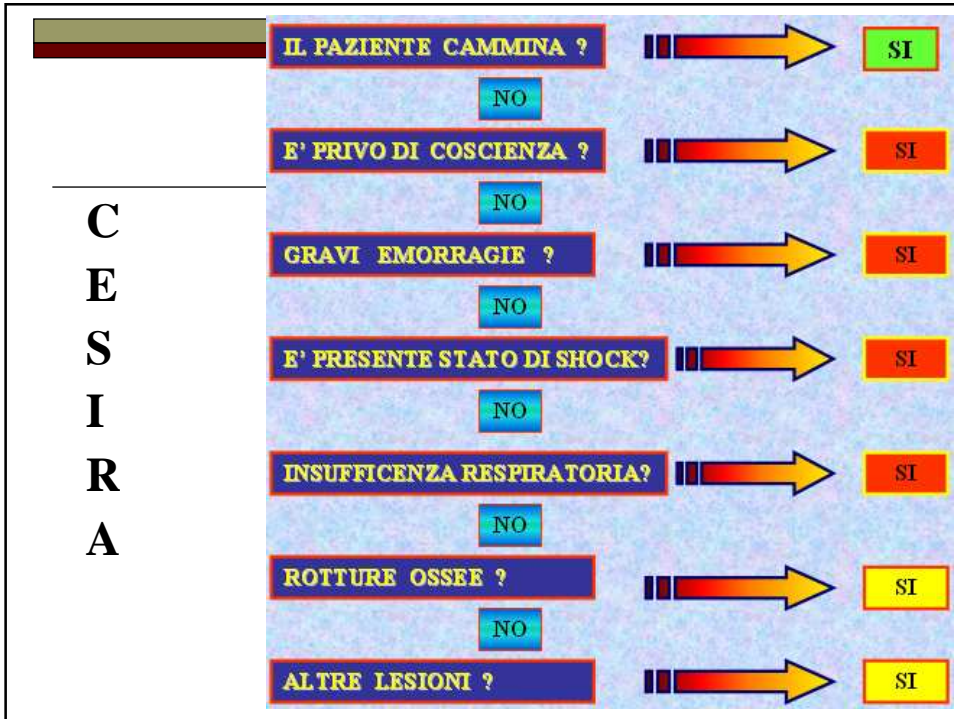 C
E
S
I
R
A
IL PAZIENTE CAMMINA ?
SI
NO
E' PRIVO DI COSCIENZA ?
SI
NO
GRAVI EMORRAGIE ?
SI
NO
E' PRESENTE STATO DI SHOCK?
SI
NO
INSUFFICENZA RESPIRATORIA?
SI
NO
ROTTURE OSSEE ?
SI
NO
ALTRE LESIONI ?
SI